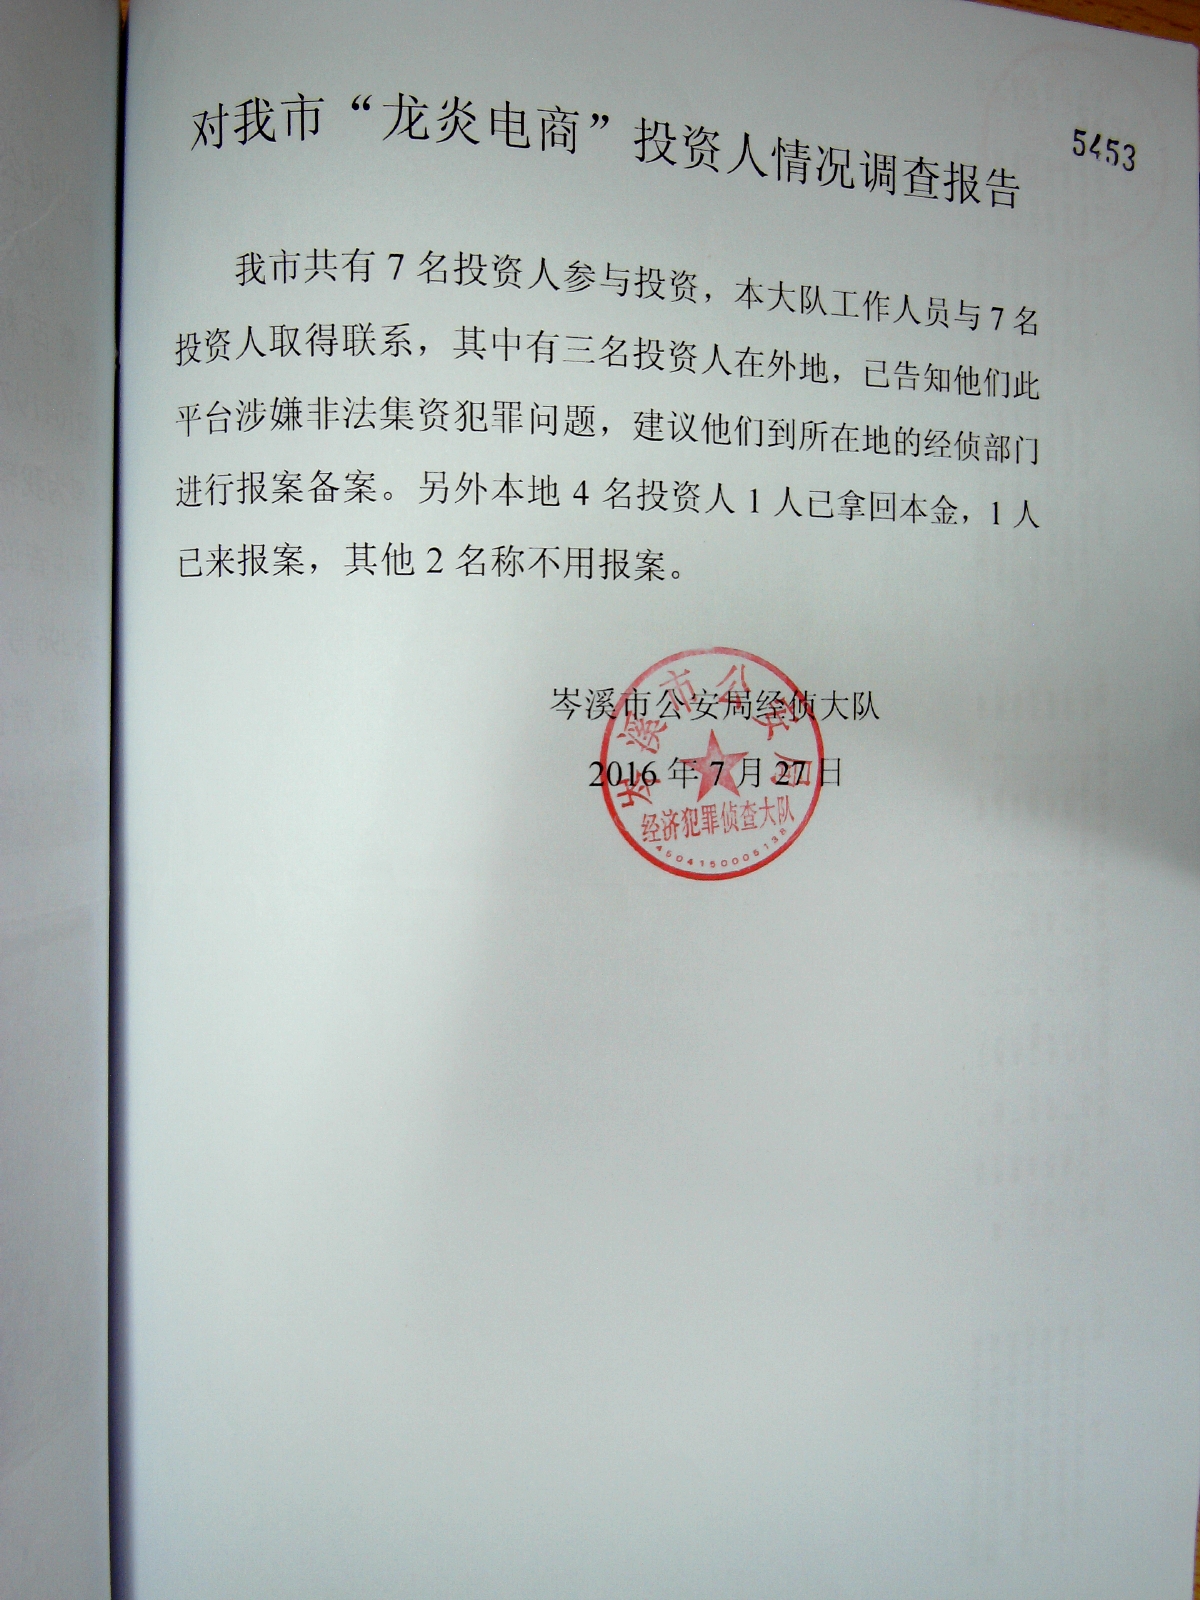 5453
对我市“龙炎电商”投资人情况调查报告
我市共有7名投资人参与投资，本大队工作人员与7名
投资人取得联系，其中有三名投资人在外地，已告知他们此
平台涉嫌非法集资犯罪问题，建议他们到所在地的经侦部门
进行报案备案。另外本地4名投资人1人已拿回本金，1人
已来报案，其他2名称不用报案。
岑溪市公安局经侦大队
2016年7月27日
岑溪市公安局
经济犯罪侦查大队
4504150005138